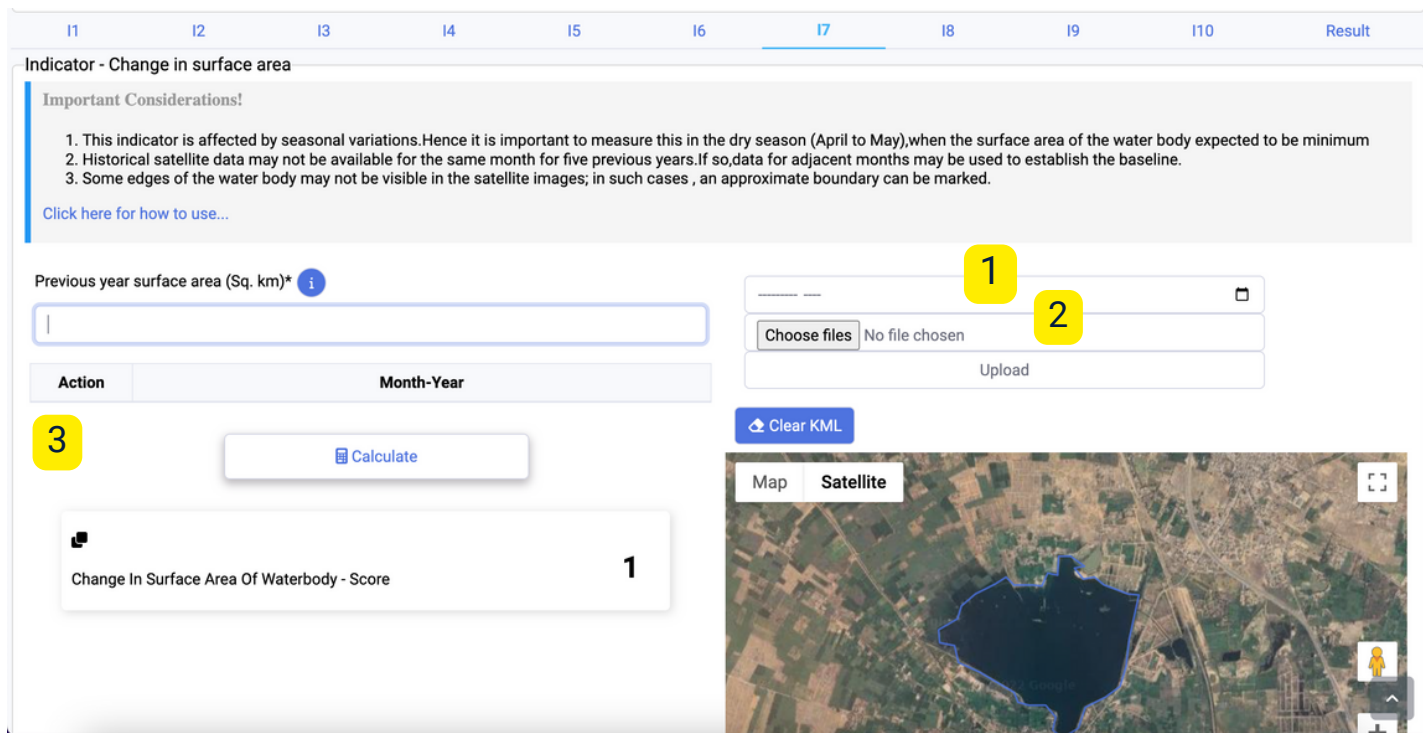 I1 I2 I3 I4 I5 I6 I7 I8 I9 I10 Result
Indicator - Change in surface area
Important Considerations!
1. This indicator is affected by seasonal variations.Hence it is important to measure this in the dry season (April to May),when the surface area of the water body expected to be minimum
2. Historical satellite data may not be available for the same month for five previous years.If so,data for adjacent months may be used to establish the baseline.
3. Some edges of the water body may not be visible in the satellite images; in such cases , an approximate boundary can be marked.
Click here for how to use...
Previous year surface area (Sq. km)* i
1
--------- ----
2
Choose files No file chosen
Upload
Action Month-Year
3
Calculate
Clear KML
Map Satellite
Change In Surface Area Of Waterbody - Score 1